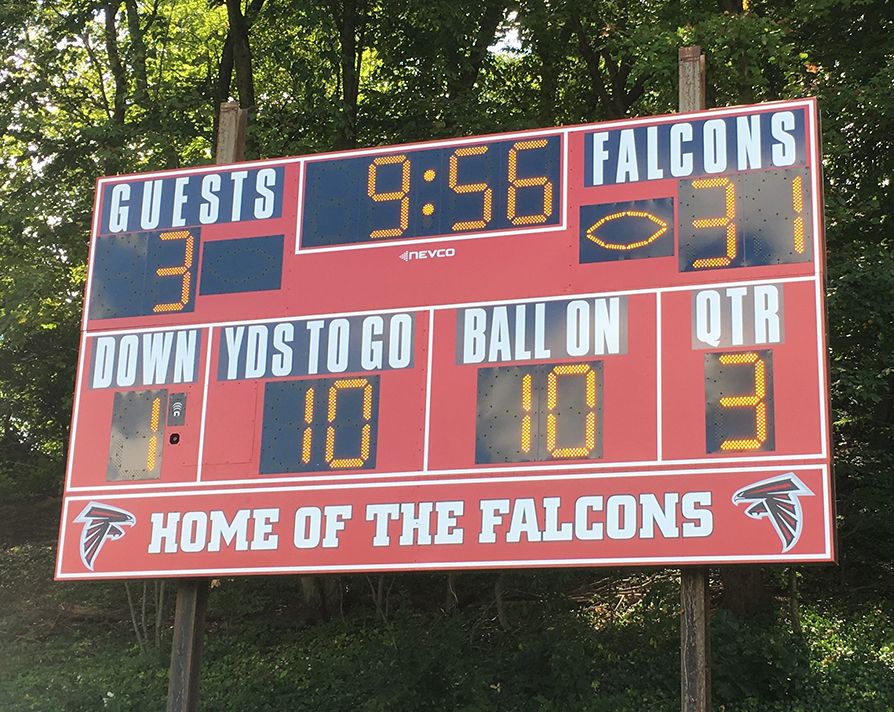 GUESTS 9:56 FALCONS
3 31
NEVCO
DOWN YDS TO GO BALL ON QTR
1 10 10 3
HOME OF THE FALCONS